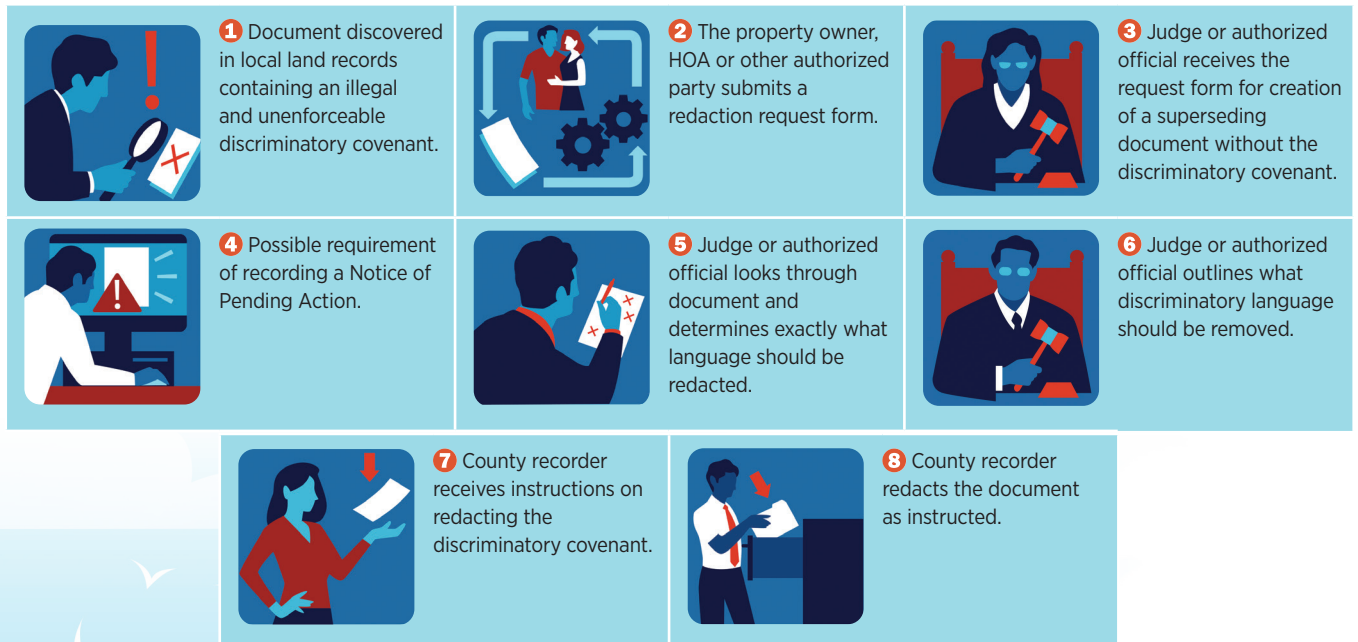 1 Document discovered
in local land records
containing an illegal
and unenforceable
discriminatory covenant.
2 The property owner,
HOA or other authorized
party submits a
redaction request form.
3 Judge or authorized
official receives the
request form for creation
of a superseding
document without the
discriminatory covenant.
4 Possible requirement
of recording a Notice of
Pending Action.
5 Judge or authorized
official looks through
document and
determines exactly what
language should be
redacted.
6 Judge or authorized
official outlines what
discriminatory language
should be removed.
7 County recorder
receives instructions on
redacting the
discriminatory covenant.
8 County recorder
redacts the document
as instructed.